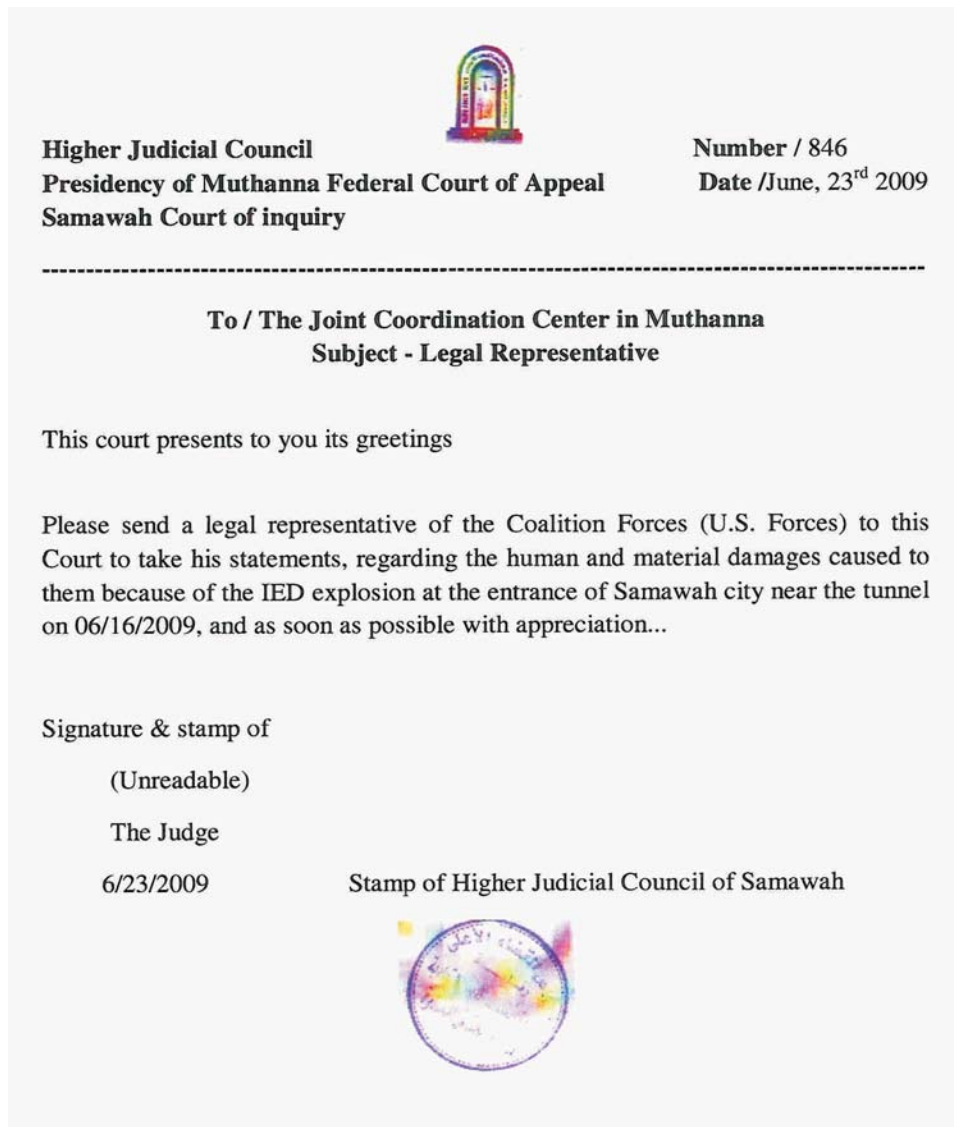 Higher Judicial Council
Number / 846
Presidency of Muthanna Federal Court of Appeal
Date /June, 23rd 2009
Samawah Court of inquiry
To / The Joint Coordination Center in Muthanna
Subject - Legal Representative
This court presents to you its greetings
Please send a legal representative of the Coalition Forces (U.S. Forces) to this
Court to take his statements, regarding the human and material damages caused to
them because of the IED explosion at the entrance of Samawah city near the tunnel
on 06/16/2009, and as soon as possible with appreciation...
Signature & stamp of
(Unreadable)
The Judge
6/23/2009
Stamp of Higher Judicial Council of Samawah